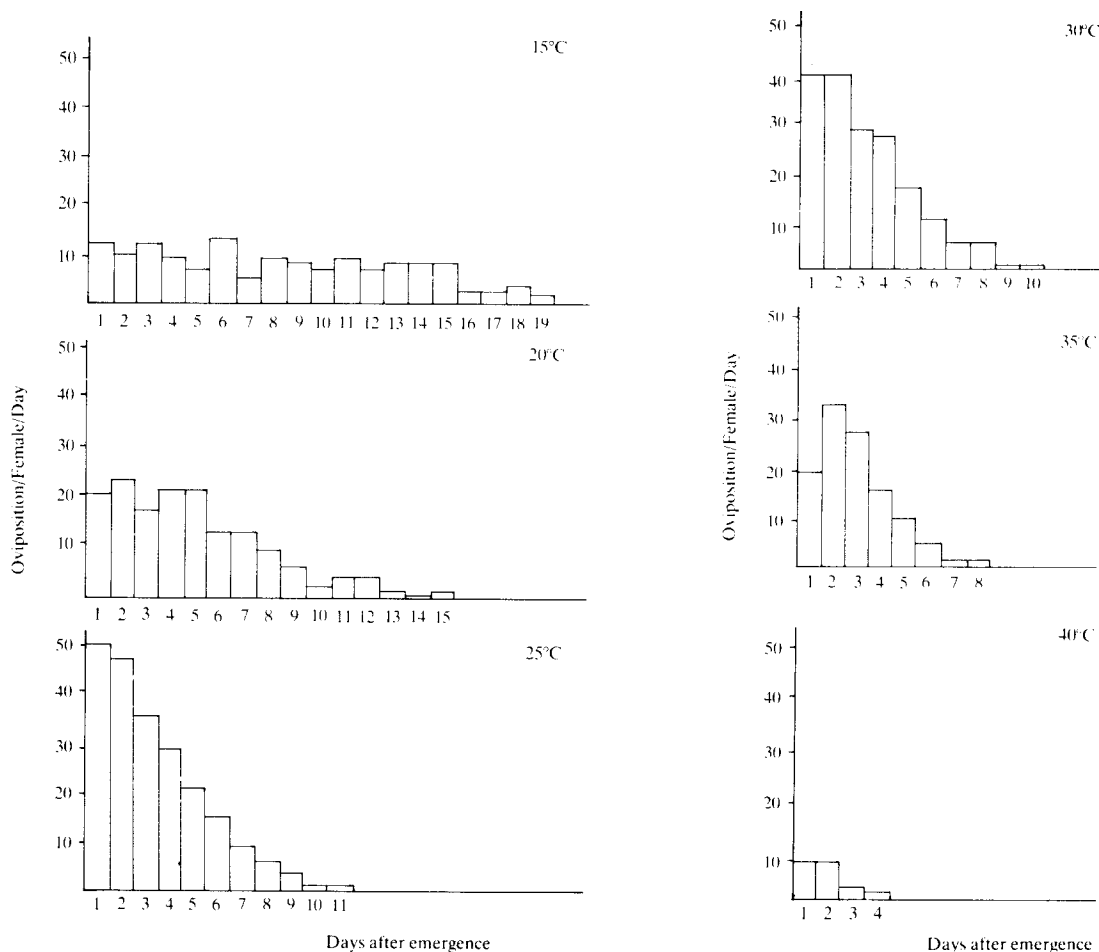 15°C
50
40
30
20
10
1 2 3 4 5 6 7 8 9 10 11 12 13 14 15 16 17 18 19
20°C
50
40
30
20
10
1 2 3 4 5 6 7 8 9 10 11 12 13 14 15
Oviposition/Female/Day
25°C
50
40
30
20
10
1 2 3 4 5 6 7 8 9 10 11
Days after emergence
30°C
50
40
30
20
10
1 2 3 4 5 6 7 8 9 10
35°C
50
40
30
20
10
1 2 3 4 5 6 7 8
Oviposition/Female/Day
40°C
50
40
30
20
10
1 2 3 4
Days after emergence